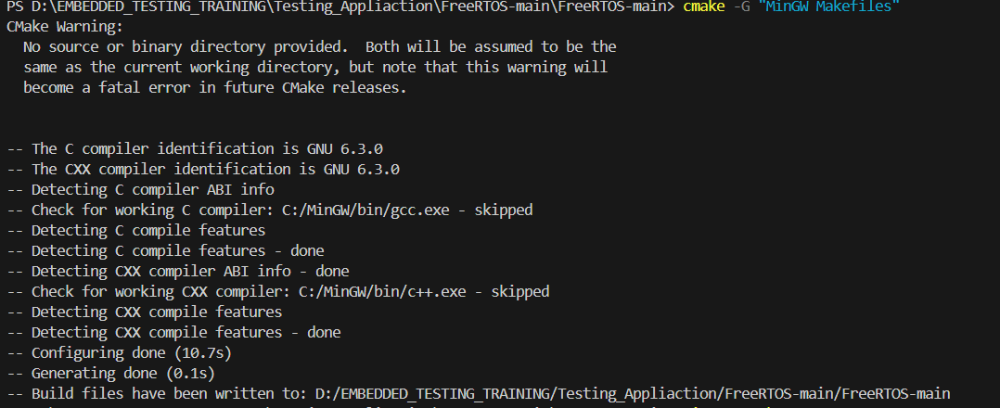 PS D:\EMBEDDED_TESTING_TRAINING\Testing_Appliaction\FreeRTOS-main\FreeRTOS-main> cmake -G "MinGW Makefiles"
CMake Warning:
  No source or binary directory provided.  Both will be assumed to be the
  same as the current working directory, but note that this warning will
  become a fatal error in future CMake releases.
-- The C compiler identification is GNU 6.3.0
-- The CXX compiler identification is GNU 6.3.0
-- Detecting C compiler ABI info
-- Check for working C compiler: C:/MinGW/bin/gcc.exe - skipped
-- Detecting C compile features
-- Detecting C compile features - done
-- Detecting CXX compiler ABI info - done
-- Check for working CXX compiler: C:/MinGW/bin/c++.exe - skipped
-- Detecting CXX compile features
-- Detecting CXX compile features - done
-- Configuring done (10.7s)
-- Generating done (0.1s)
-- Build files have been written to: D:/EMBEDDED_TESTING_TRAINING/Testing_Appliaction/FreeRTOS-main/FreeRTOS-main